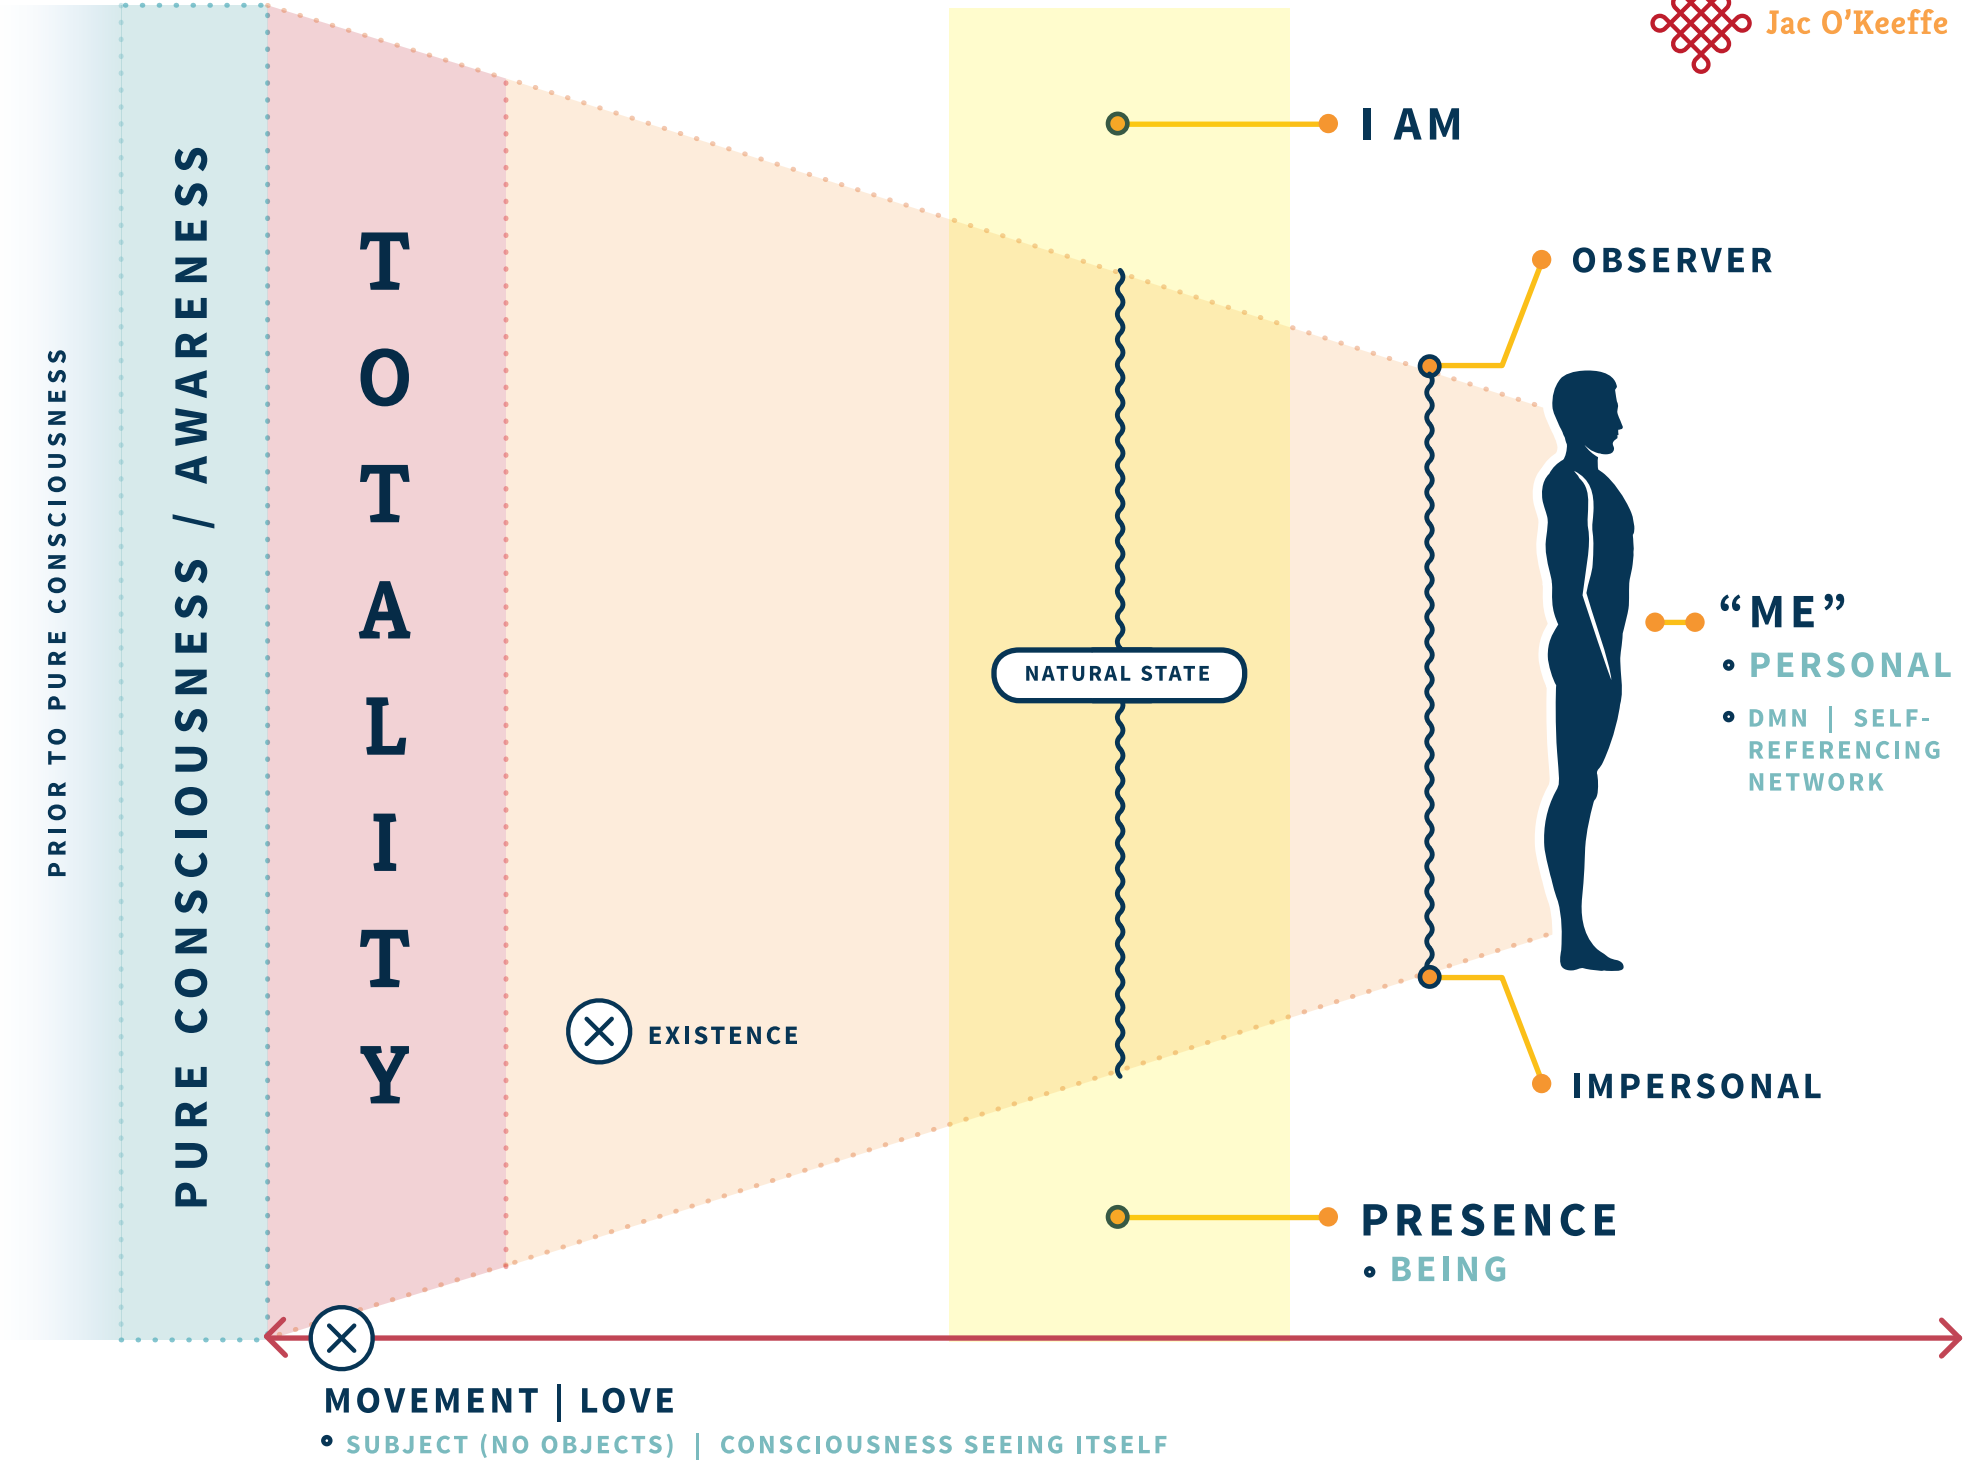 Jac O'Keeffe
PRIOR TO PURE CONSCIOUSNESS
PURE CONSCIOUSNESS / AWARENESS
TOTALITY
I AM
OBSERVER
NATURAL STATE
“ME”
PERSONAL
DMN | SELF-
REFERENCING
NETWORK
EXISTENCE
IMPERSONAL
PRESENCE
BEING
MOVEMENT | LOVE
SUBJECT (NO OBJECTS) | CONSCIOUSNESS SEEING ITSELF